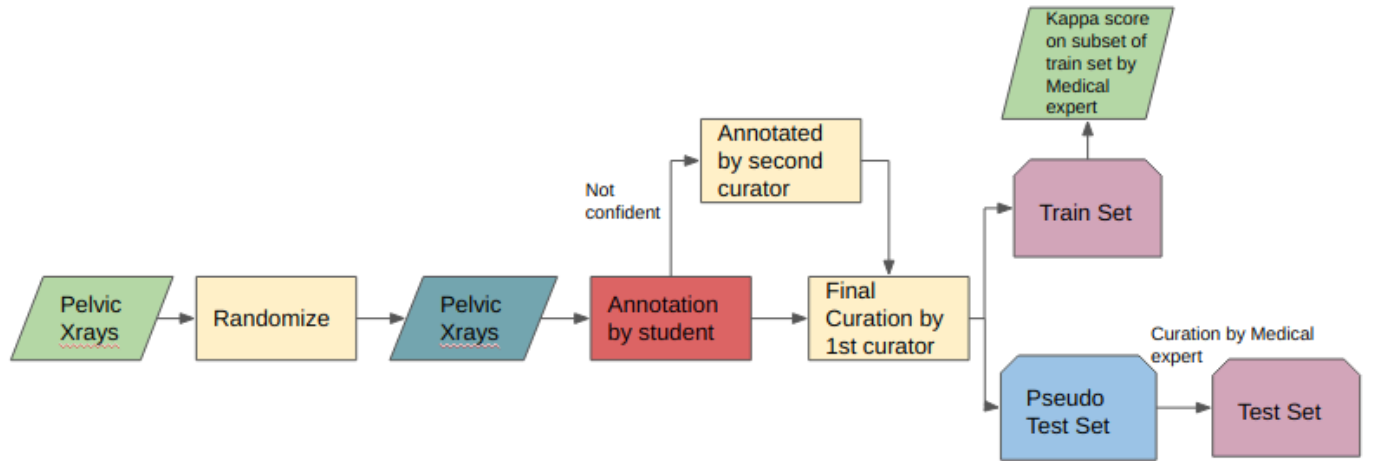 Kappa score
on subset of
train set by
Medical
expert
Annotated
by second
curator
Not
confident
Train Set
Pelvic
Xrays
Randomize
Pelvic
Xrays
Annotation
by student
Final
Curation by
1st curator
Curation by Medical
expert
Pseudo
Test Set
Test Set